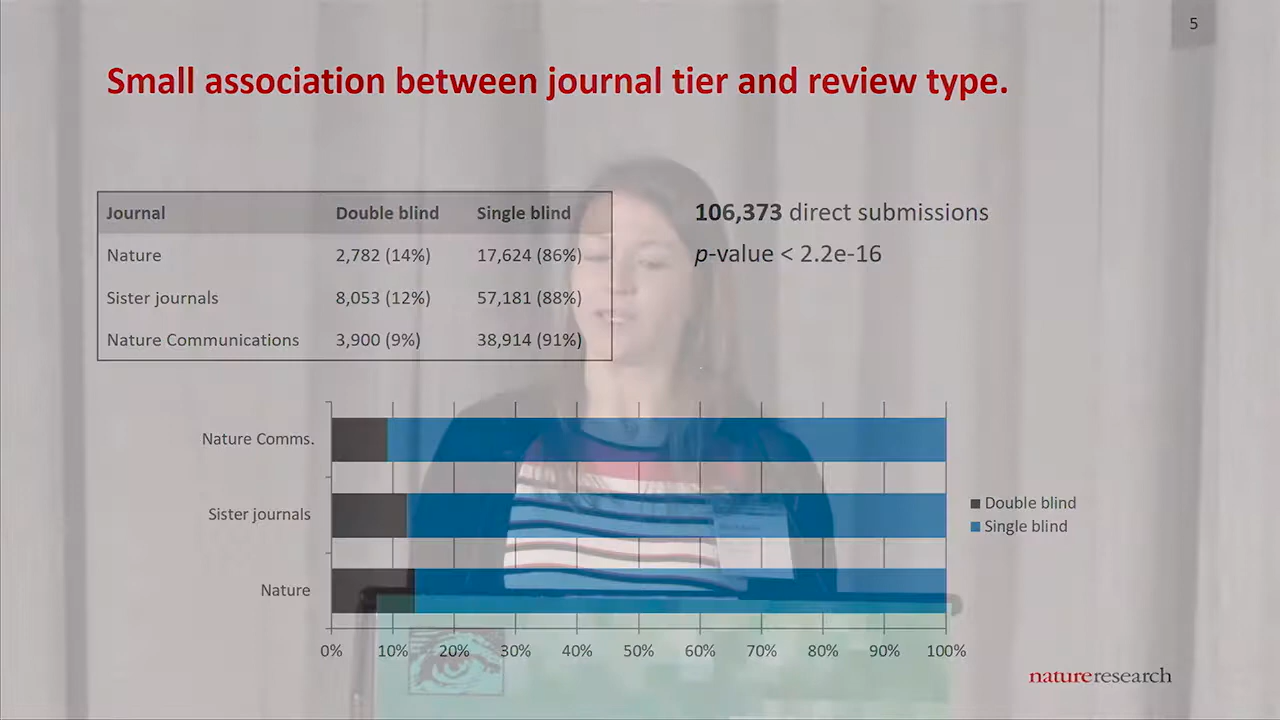 5
Small association between journal tier and review type.
Journal Double blind Single blind
Nature 2,782 (14%) 17,624 (86%)
Sister journals 8,053 (12%) 57,181 (88%)
Nature Communications 3,900 (9%) 38,914 (91%)
106,373 direct submissions
p-value < 2.2e-16
Nature Comms.
Sister journals
Nature
0% 10% 20% 30% 40% 50% 60% 70% 80% 90% 100%
Double blind
Single blind
natureresearch